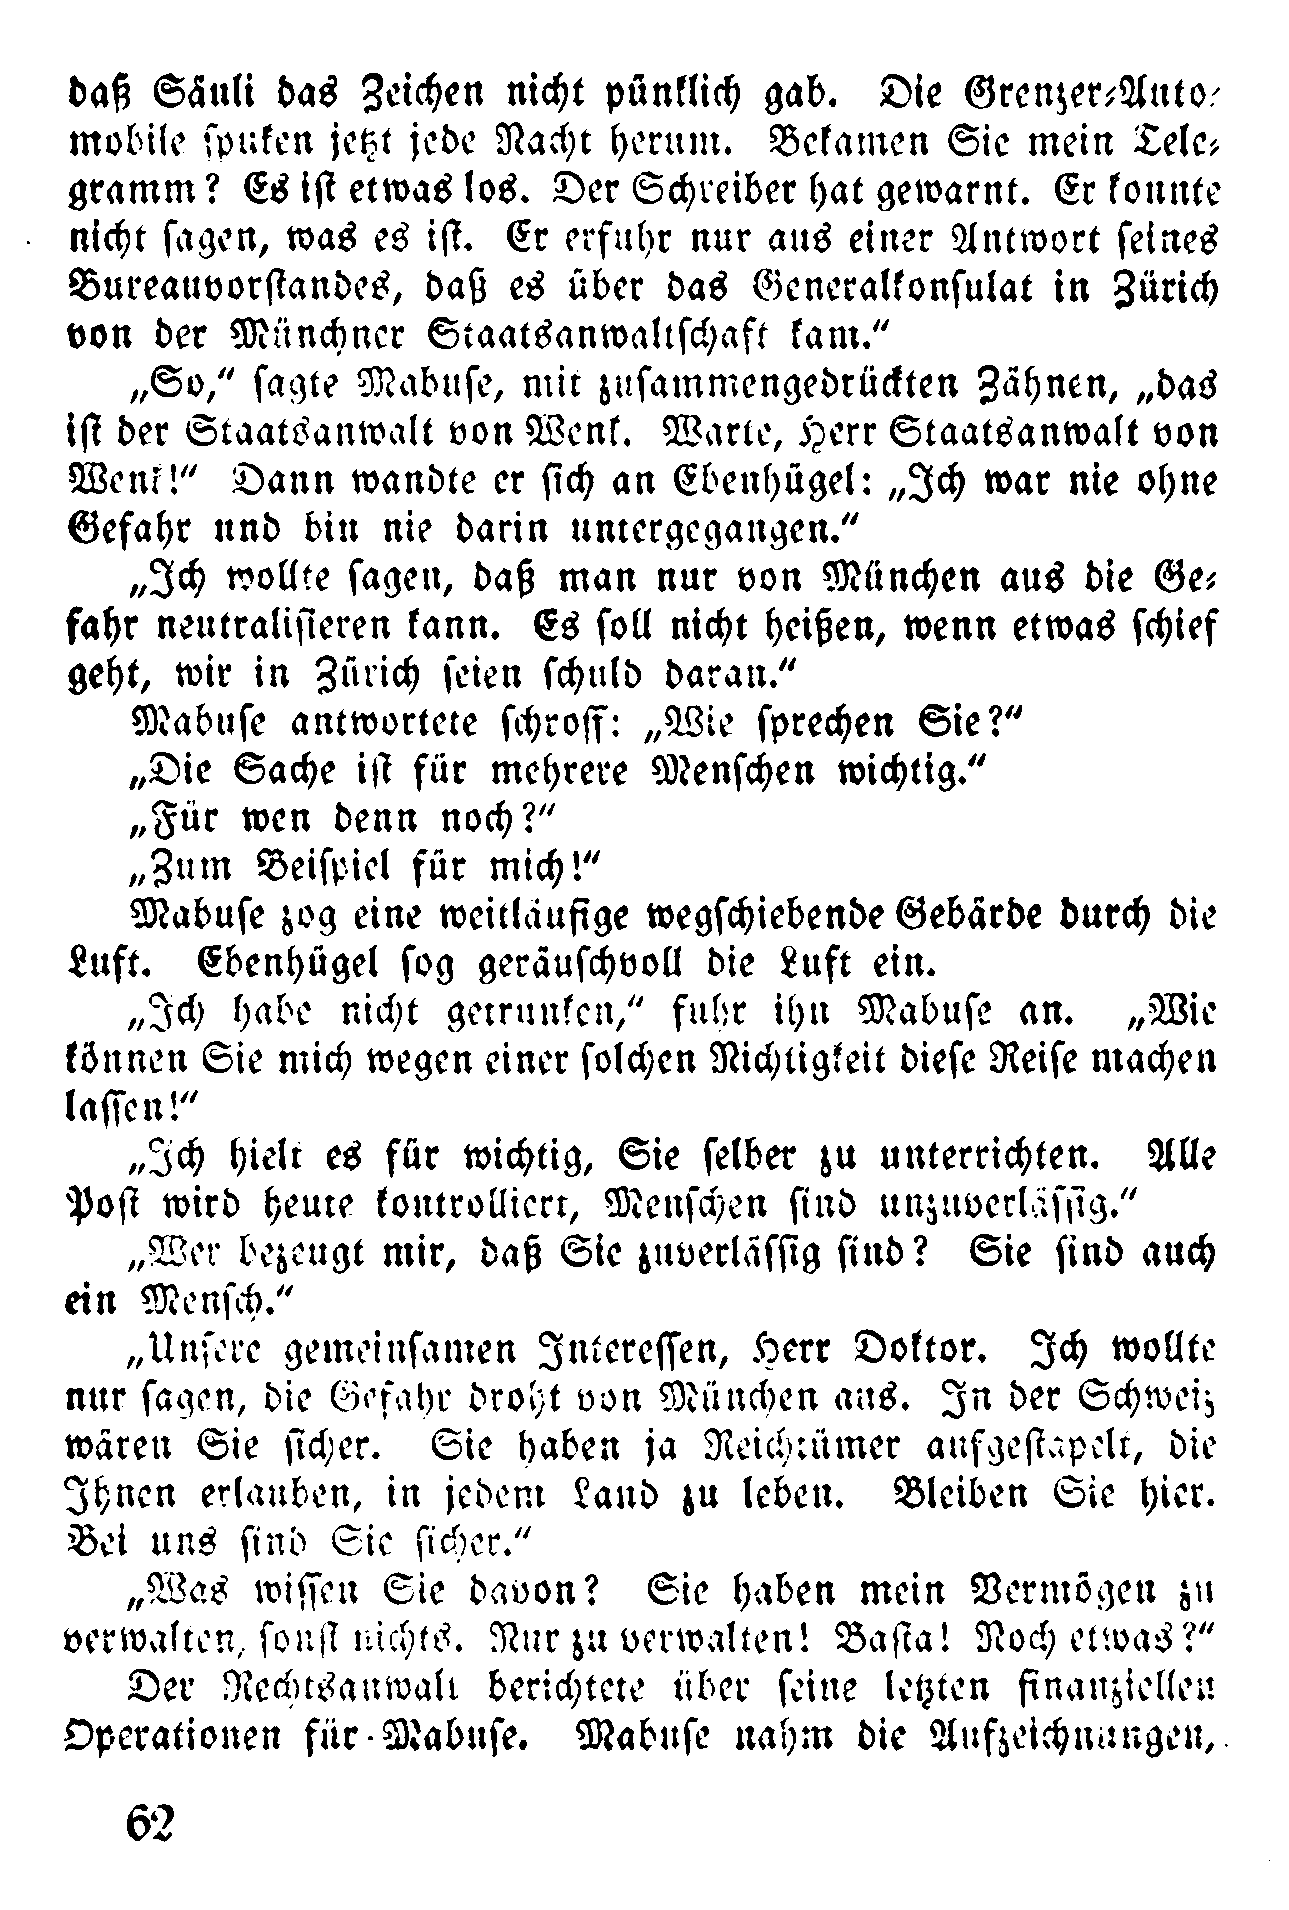 daß Säuli das Zeichen nicht pünktlich gab. Die Grenzer-Auto-
mobile spuken jetzt jede Nacht herum. Bekamen Sie mein Tele-
gramm? Es ist etwas los. Der Schreiber hat gewarnt. Er konnte
nicht sagen, was es ist. Er erfuhr nur aus einer Antwort seines
Bureauvorstandes, daß es über das Generalkonsulat in Zürich
von der Münchner Staatsanwaltschaft kam.“
„So,“ sagte Mabuse, mit zusammengedrückten Zähnen, „das
ist der Staatsanwalt von Wenk. Warte, Herr Staatsanwalt von
Wenk!“ Dann wandte er sich an Ebenhügel: „Ich war nie ohne
Gefahr und bin nie darin untergegangen.“
„Ich wollte sagen, daß man nur von München aus die Ge-
fahr neutralisieren kann. Es soll nicht heißen, wenn etwas schief
geht, wir in Zürich seien schuld daran.“
Mabuse antwortete schroff: „Wie sprechen Sie?“
„Die Sache ist für mehrere Menschen wichtig.“
„Für wen denn noch?“
„Zum Beispiel für mich!“
Mabuse zog eine weitläufige wegschiebende Gebärde durch die
Luft. Ebenhügel sog geräuschvoll die Luft ein.
„Ich habe nicht getrunken,“ fuhr ihn Mabuse an. „Wie
können Sie mich wegen einer solchen Nichtigkeit diese Reise machen
lassen!“
„Ich hielt es für wichtig, Sie selber zu unterrichten. Alle
Post wird heute kontrolliert, Menschen sind unzuverlässig.“
„Wer bezeugt mir, daß Sie zuverlässig sind? Sie sind auch
ein Mensch.“
„Unsere gemeinsamen Interessen, Herr Doktor. Ich wollte
nur sagen, die Gefahr droht von München aus. In der Schweiz
wären Sie sicher. Sie haben ja Reichtümer aufgestapelt, die
Ihnen erlauben, in jedem Land zu leben. Bleiben Sie hier.
Bei uns sind Sie sicher.“
„Was wissen Sie davon? Sie haben mein Vermögen zu
verwalten, sonst nichts. Nur zu verwalten! Basta! Noch etwas?“
Der Rechtsanwalt berichtete über seine letzten finanziellen
Operationen für Mabuse. Mabuse nahm die Aufzeichnungen,
62